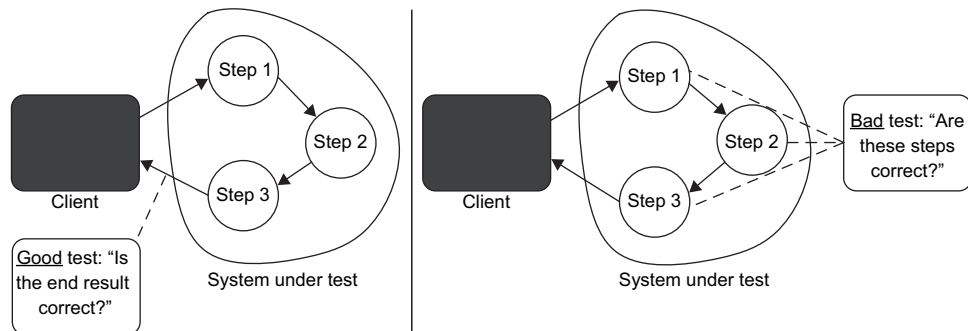 Step 1
Step 2
Step 3
Client
Good test: “Is
the end result
correct?”
System under test
Step 1
Step 2
Step 3
Client
Bad test: “Are
these steps
correct?”
System under test